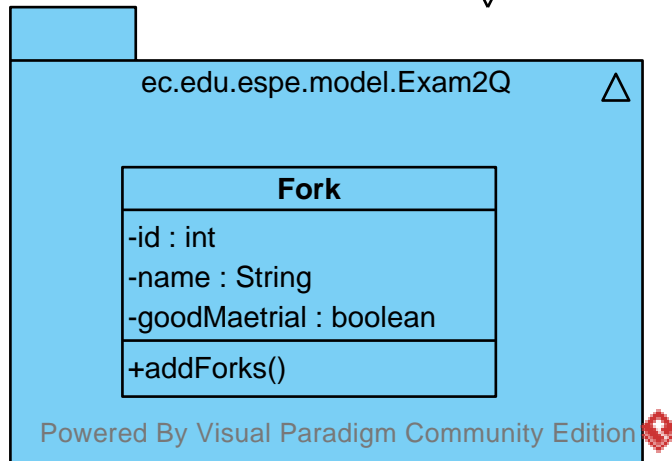 ec.edu.espe.model.Exam2Q
Fork
-id : int
-name : String
-goodMaetrial : boolean
+addForks()
Powered By Visual Paradigm Community Edition